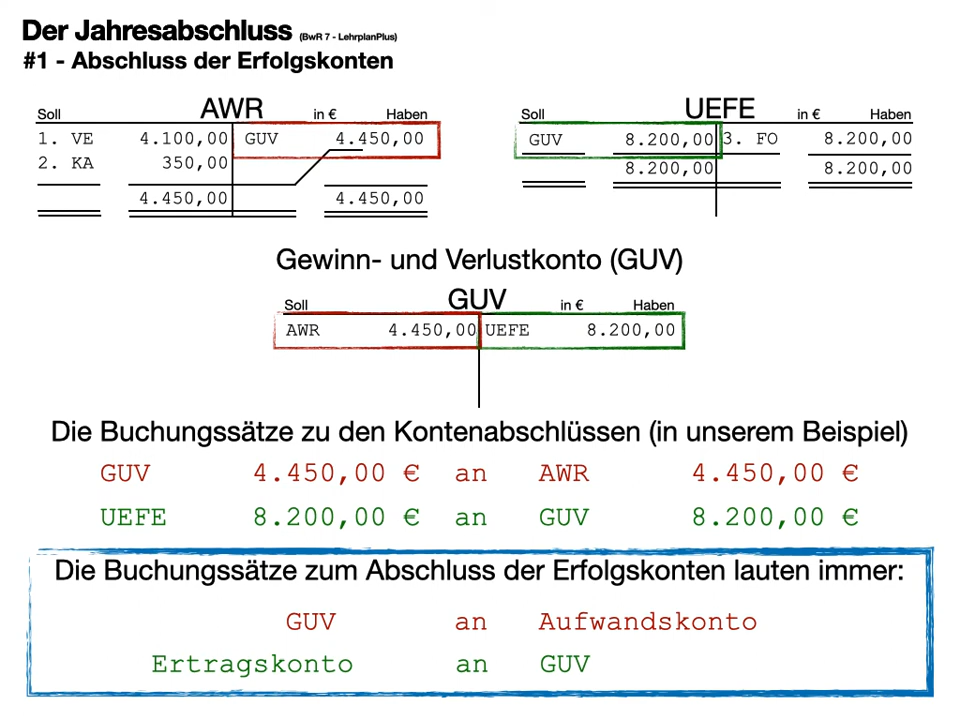 Der Jahresabschluss (BwR 7 - LehrplanPlus)
#1 - Abschluss der Erfolgskonten
Soll AWR in € Haben
1. VE 4.100,00 GUV 4.450,00
2. KA 350,00
4.450,00 4.450,00
Soll UEFE in € Haben
GUV 8.200,00 3. FO 8.200,00
8.200,00 8.200,00
Gewinn- und Verlustkonto (GUV)
Soll GUV in € Haben
AWR 4.450,00 UEFE 8.200,00
Die Buchungssätze zu den Kontenabschlüssen (in unserem Beispiel)
GUV 4.450,00 € an AWR 4.450,00 €
UEFE 8.200,00 € an GUV 8.200,00 €
Die Buchungssätze zum Abschluss der Erfolgskonten lauten immer:
GUV an Aufwandskonto
Ertragskonto an GUV